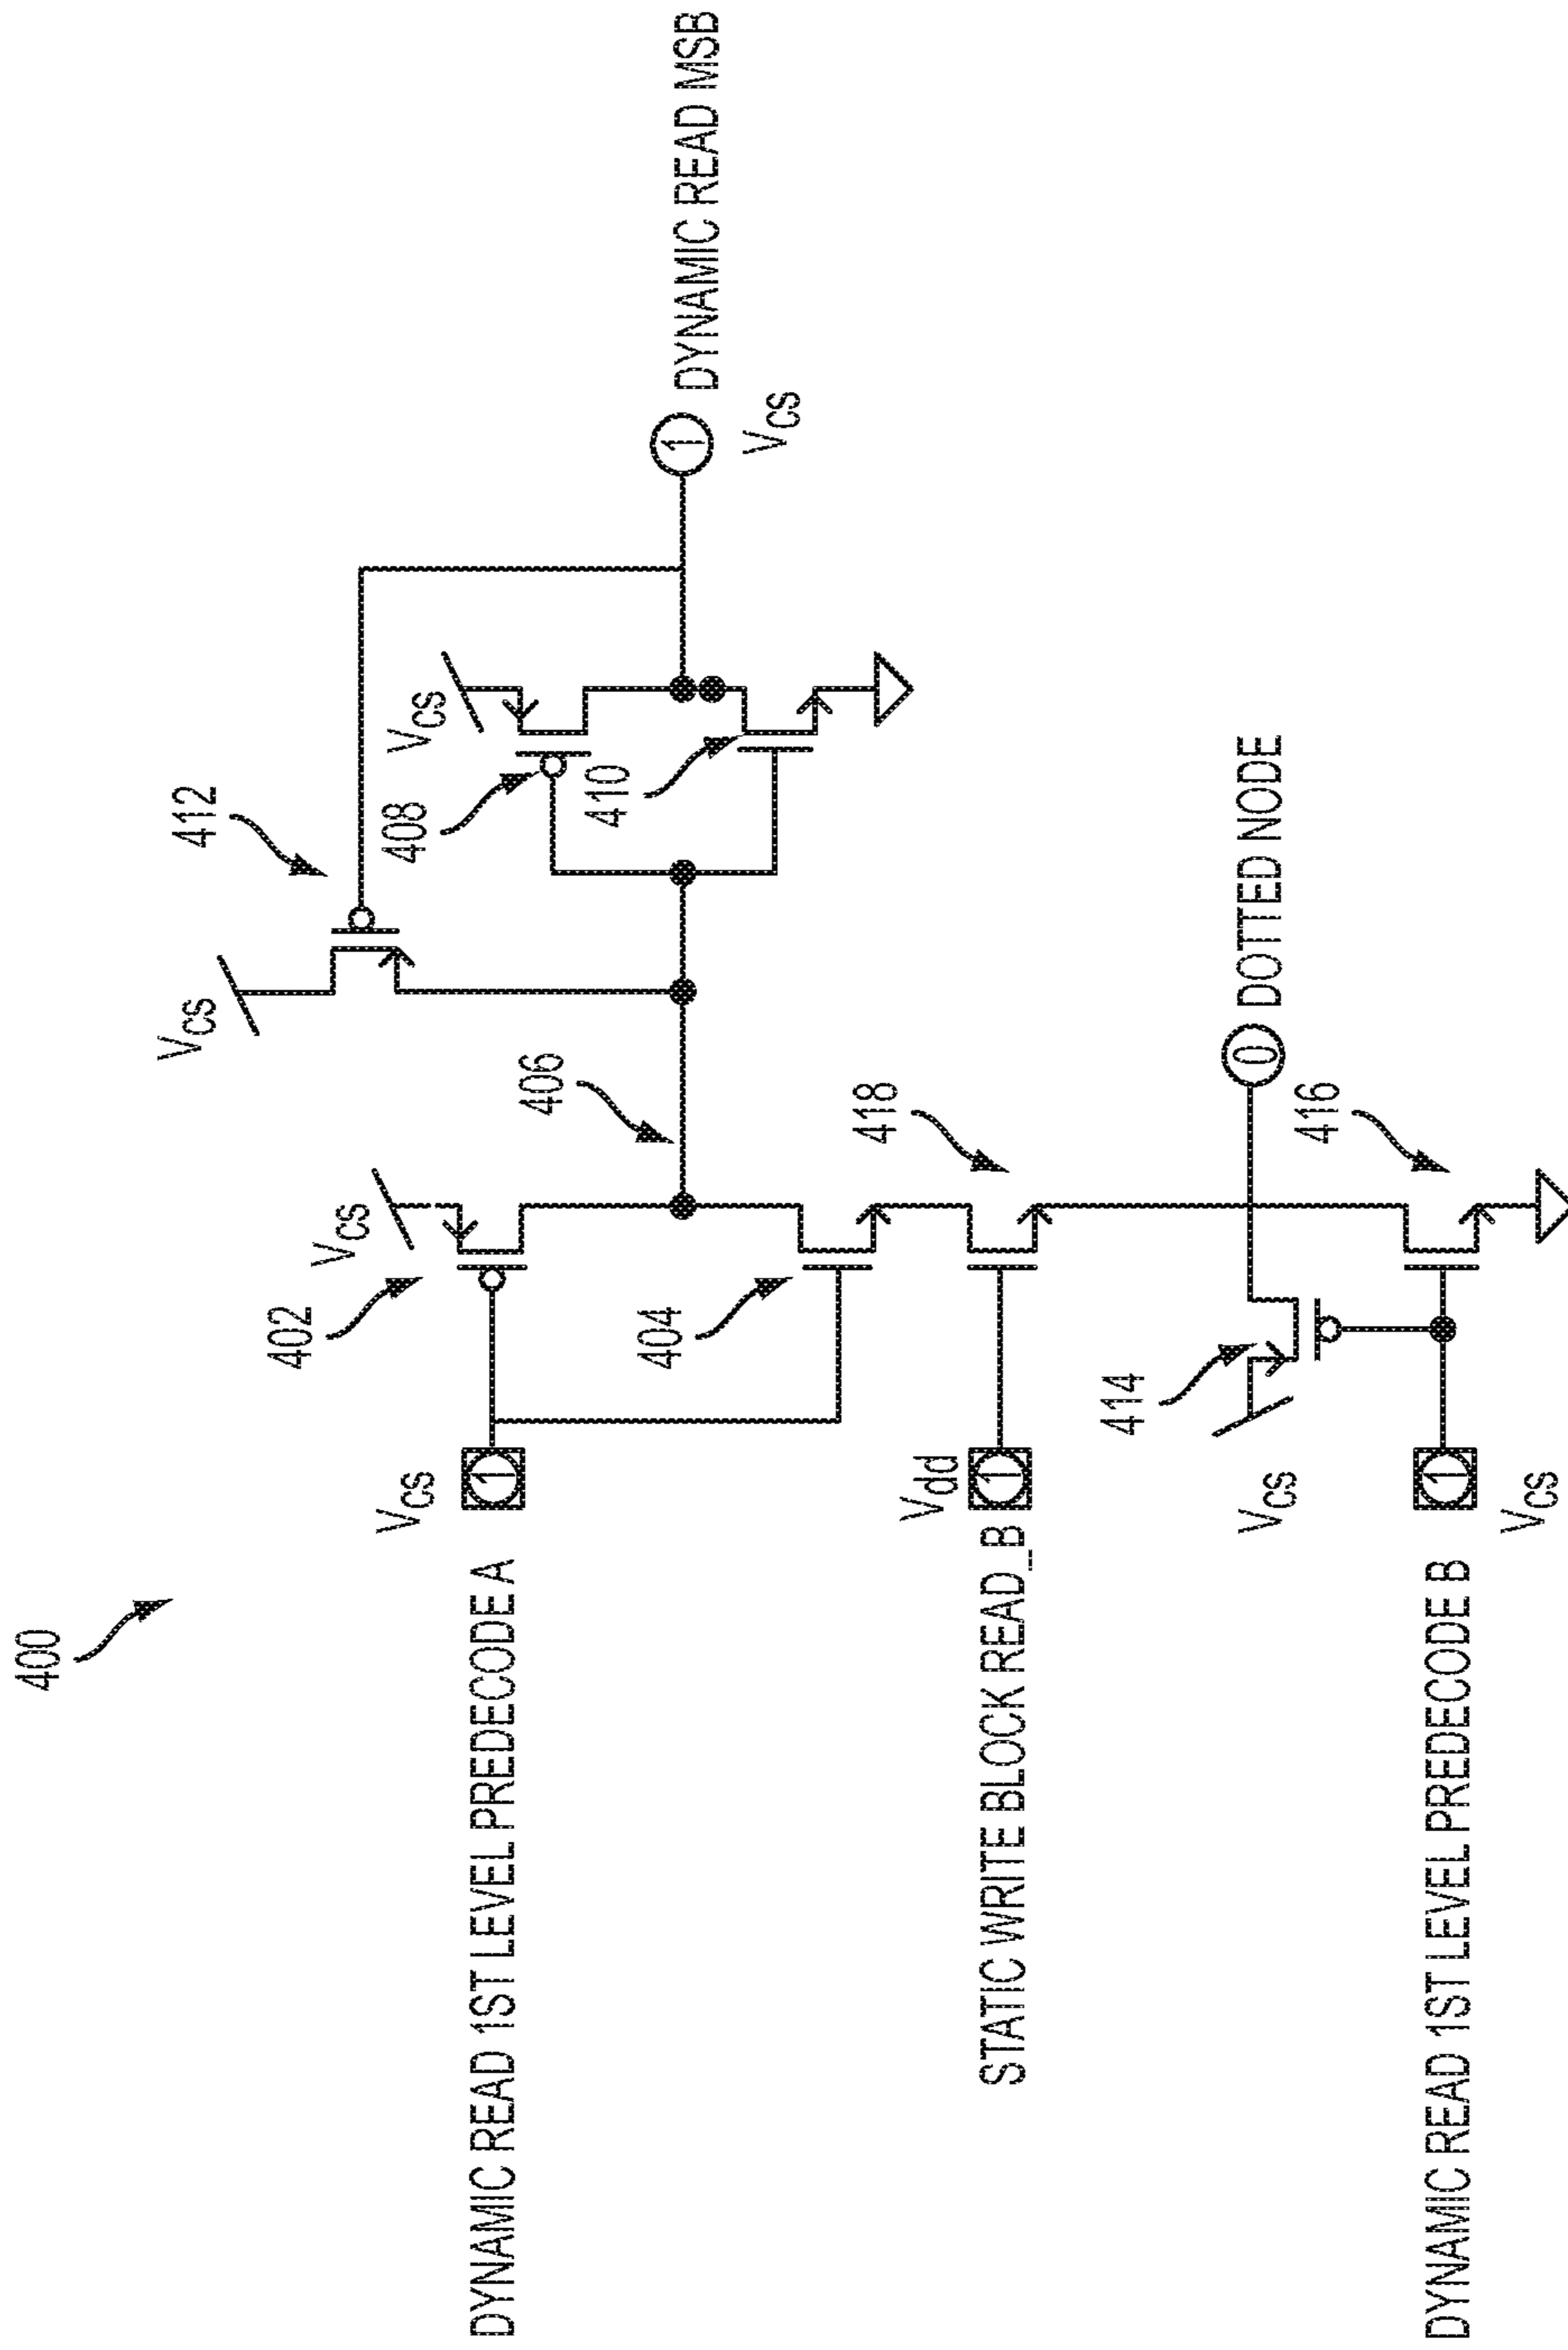 400
412
Vcs
DYNAMIC READ 1ST LEVEL PREDECODE A
Vcs
1
402
Vcs
406
408
Vcs
410
1
DYNAMIC READ MSB
Vcs
404
418
STATIC WRITE BLOCK READ_B
Vdd
1
414
Vcs
0
DOTTED NODE
416
DYNAMIC READ 1ST LEVEL PREDECODE B
1
Vcs